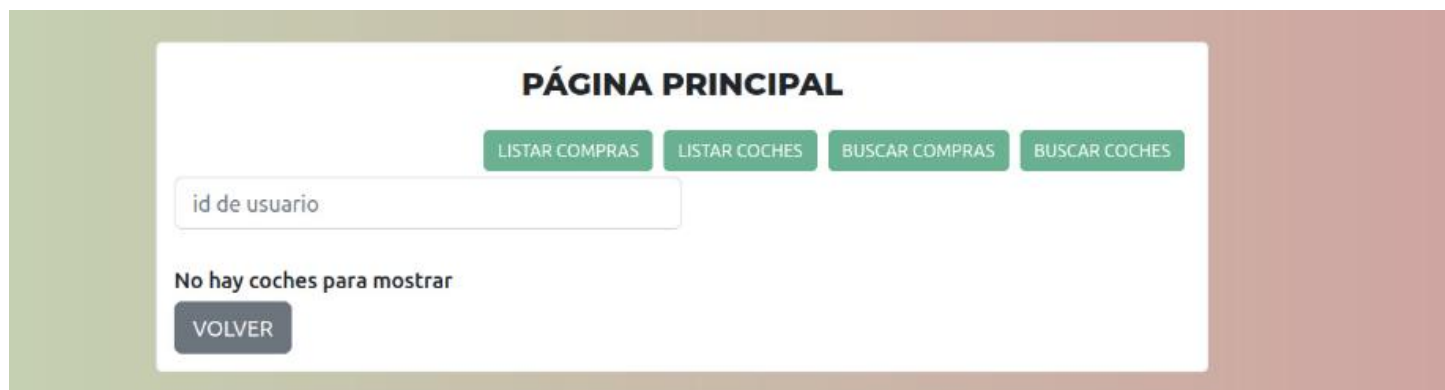 PÁGINA PRINCIPAL
LISTAR COMPRAS LISTAR COCHES BUSCAR COMPRAS BUSCAR COCHES
id de usuario
No hay coches para mostrar
VOLVER